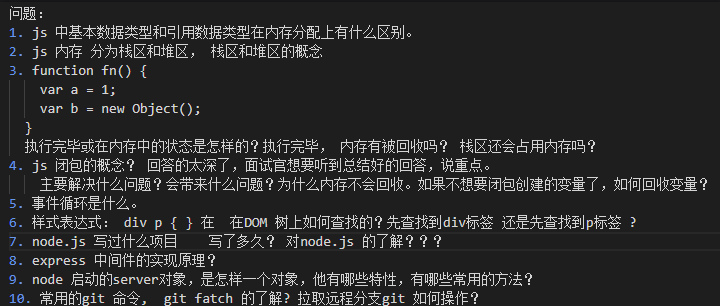 问题:
1. js 中基本数据类型和引用数据类型在内存分配上有什么区别。
2. js 内存 分为栈区和堆区， 栈区和堆区的概念
3. function fn() {
var a = 1;
var b = new Object();
}
执行完毕或在内存中的状态是怎样的？执行完毕， 内存有被回收吗？ 栈区还会占用内存吗？
4. js 闭包的概念？ 回答的太深了，面试官想要听到总结好的回答，说重点。
主要解决什么问题？会带来什么问题？为什么内存不会回收。如果不想要闭包创建的变量了，如何回收变量？
5. 事件循环是什么。
6. 样式表达式： div p { } 在 在DOM 树上如何查找的？先查找到div标签 还是先查找到p标签 ?
7. node.js 写过什么项目 写了多久？ 对node.js 的了解？？？
8. express 中间件的实现原理？
9. node 启动的server对象，是怎样一个对象，他有哪些特性，有哪些常用的方法？
10. 常用的git 命令， git fatch 的了解? 拉取远程分支git 如何操作？